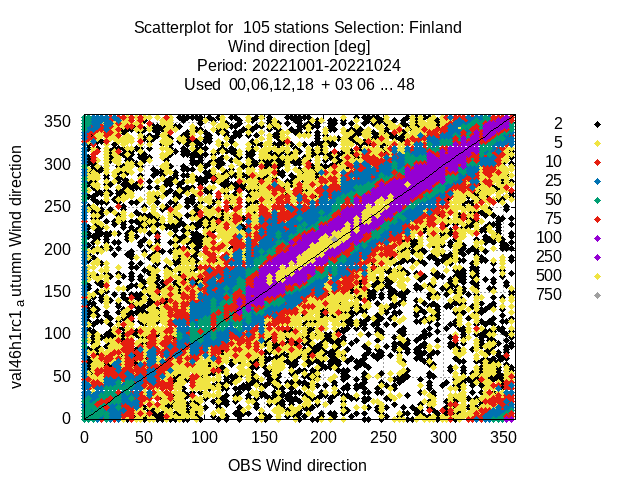 Scatterplot for  105 stations Selection: Finland
Wind direction [deg]
Period: 20221001-20221024
Used  00,06,12,18  + 03 06 ... 48
val46h1rc1 a utumn Wind direction
350
300
250
200
150
100
50
0
0 50 100 150 200 250 300 350
OBS Wind direction
2
5
10
25
50
75
100
250
500
750